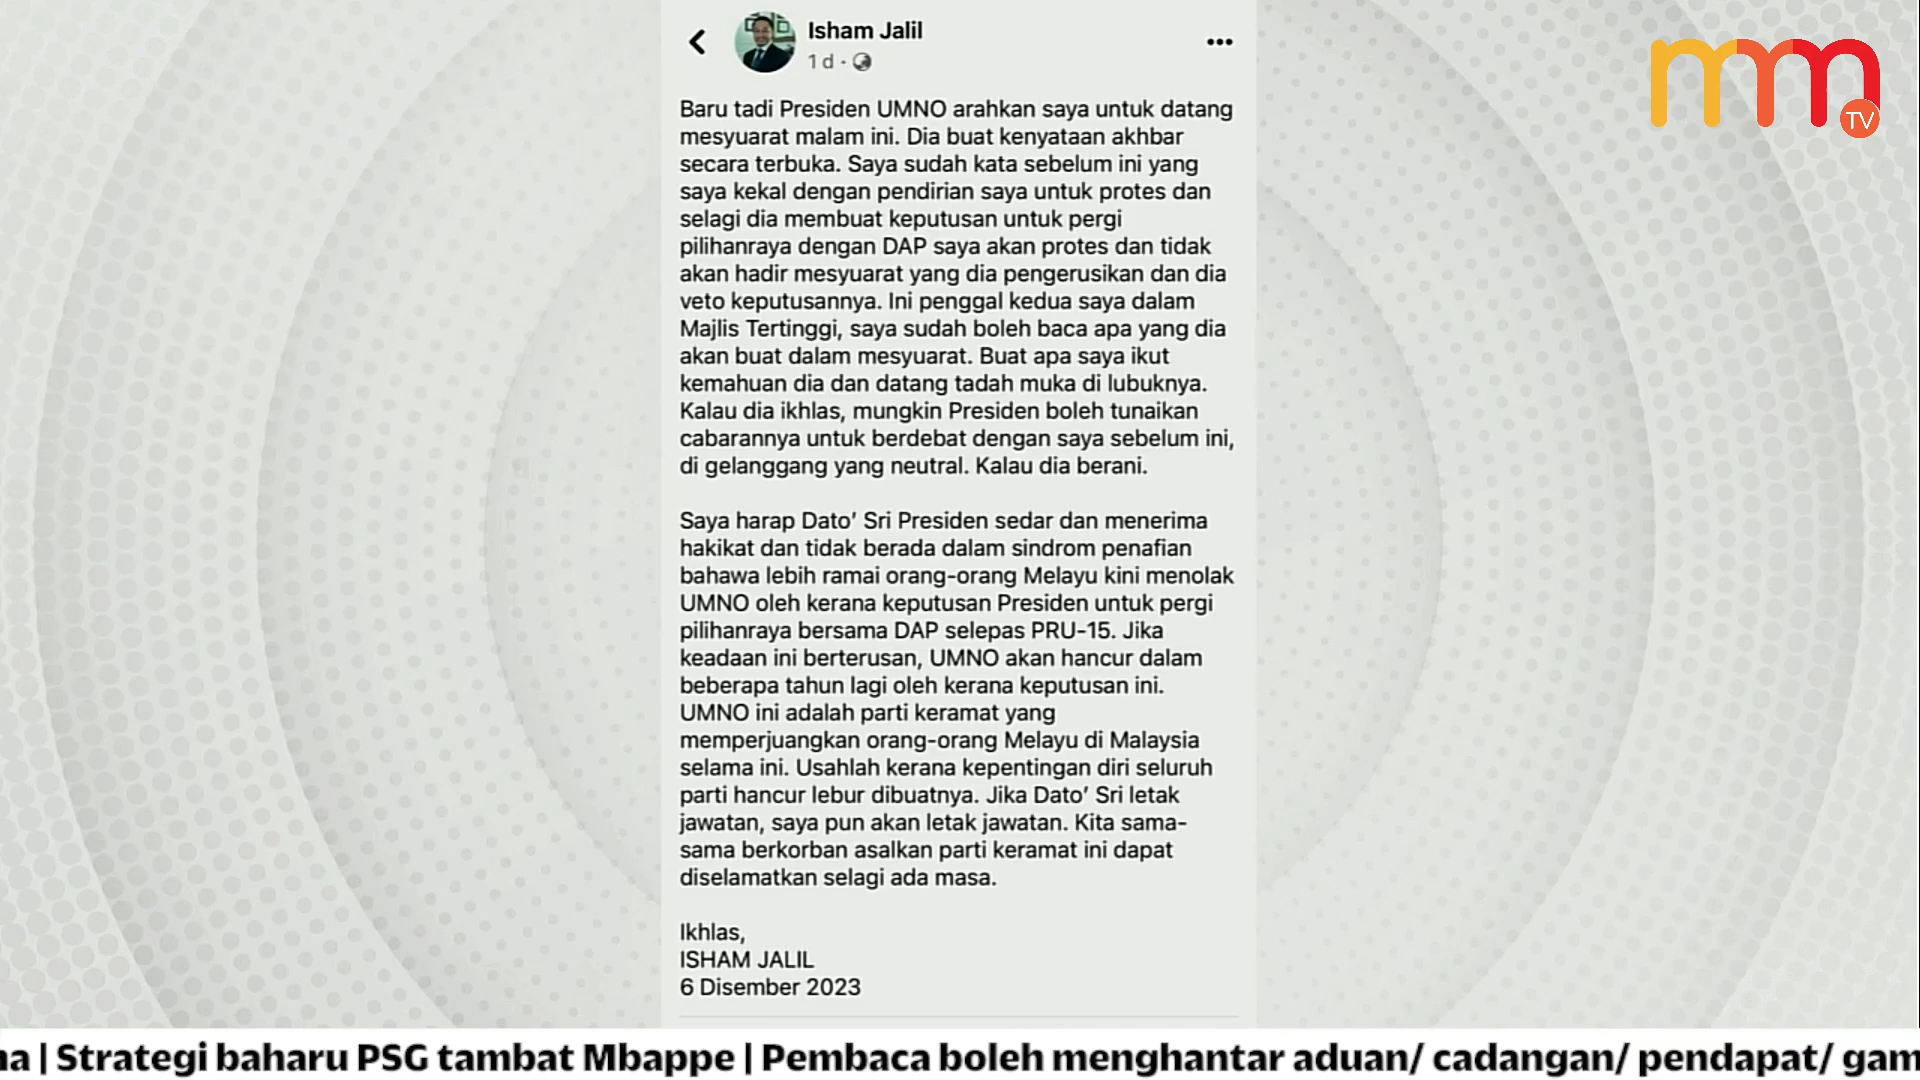 Isham Jalil
1 d ·
Baru tadi Presiden UMNO arahkan saya untuk datang
mesyuarat malam ini. Dia buat kenyataan akhbar
secara terbuka. Saya sudah kata sebelum ini yang
saya kekal dengan pendirian saya untuk protes dan
selagi dia membuat keputusan untuk pergi
pilihanraya dengan DAP saya akan protes dan tidak
akan hadir mesyuarat yang dia pengerusikan dan dia
veto keputusannya. Ini penggal kedua saya dalam
Majlis Tertinggi, saya sudah boleh baca apa yang dia
akan buat dalam mesyuarat. Buat apa saya ikut
kemahuan dia dan datang tadah muka di lubuknya.
Kalau dia ikhlas, mungkin Presiden boleh tunaikan
cabarannya untuk berdebat dengan saya sebelum ini,
di gelanggang yang neutral. Kalau dia berani.
Saya harap Dato’ Sri Presiden sedar dan menerima
hakikat dan tidak berada dalam sindrom penafian
bahawa lebih ramai orang-orang Melayu kini menolak
UMNO oleh kerana keputusan Presiden untuk pergi
pilihanraya bersama DAP selepas PRU-15. Jika
keadaan ini berterusan, UMNO akan hancur dalam
beberapa tahun lagi oleh kerana keputusan ini.
UMNO ini adalah parti keramat yang
memperjuangkan orang-orang Melayu di Malaysia
selama ini. Usahlah kerana kepentingan diri seluruh
parti hancur lebur dibuatnya. Jika Dato’ Sri letak
jawatan, saya pun akan letak jawatan. Kita sama-
sama berkorban asalkan parti keramat ini dapat
diselamatkan selagi ada masa.
Ikhlas,
ISHAM JALIL
6 Disember 2023
mm TV
na | Strategi baharu PSG tambat Mbappe | Pembaca boleh menghantar aduan/ cadangan/ pendapat/ gam